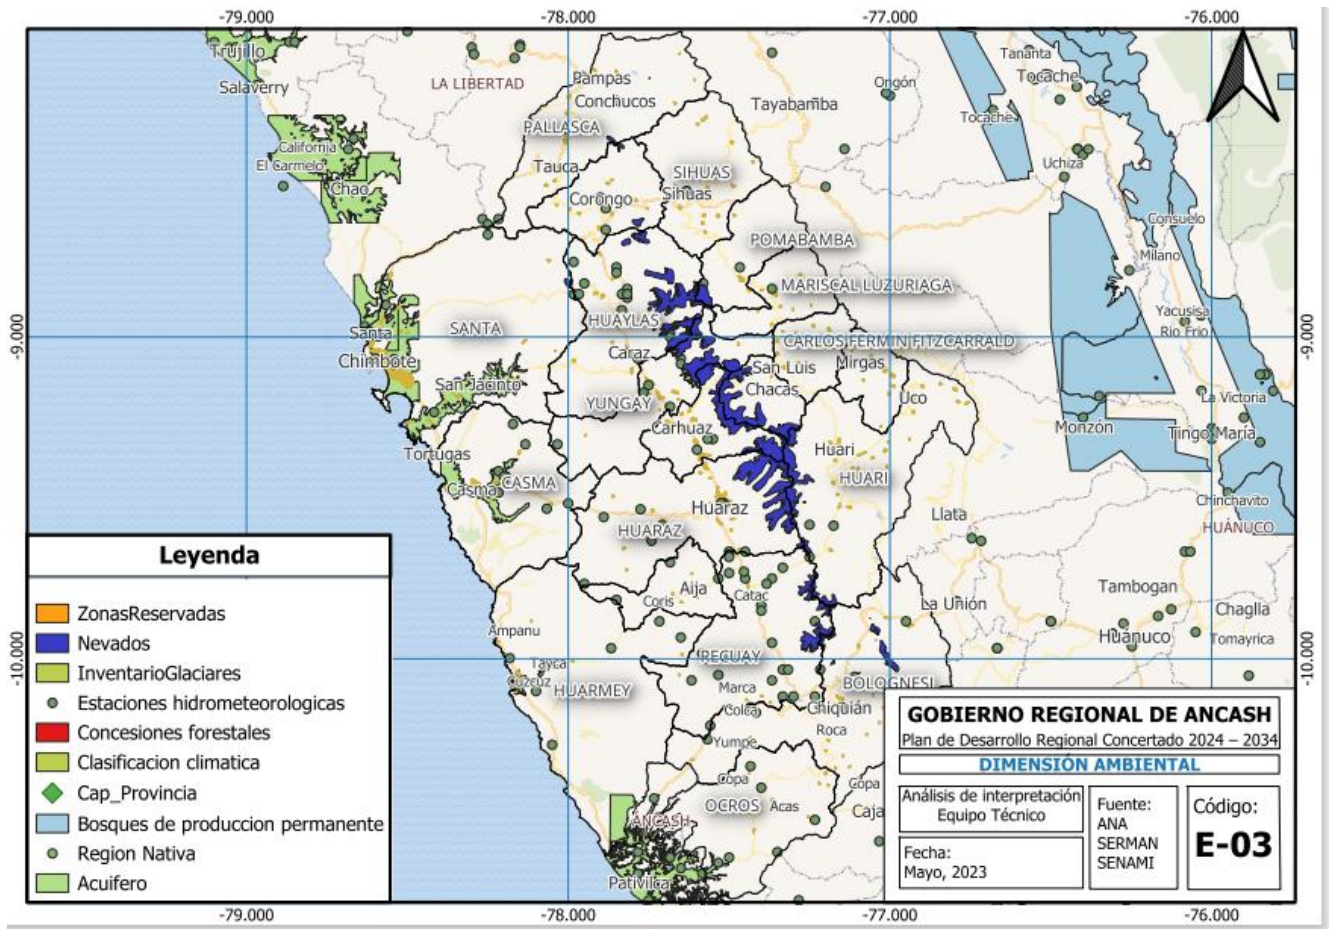 -79.000
-78.000
-77.000
-76.000
Trujillo
Salaverry
LA LIBERTAD
Pampas
Conchucos
Tayabamba
Ongón
Tananta
Tocache
Tocache
PALLASCA
California
El Carmelo
Chao
Tauca
SIHUAS
Sihuas
Corongo
Uchiza
POMABAMBA
Consuelo
Milano
MARISCAL LUZURIAGA
-9.000
Santa
SANTA
HUAYLAS
Yacusisa
Rio Frio
-9.000
Chimbote
Caraz
CARLOS FERMIN FITZCARRALD
San Luis
Mirgas
San Jacinto
Chacas
Uco
La Victoria
YUNGAY
Carhuaz
Monzón
Tingo María
Tortugas
Huari
Casma
CASMA
HUARI
Chinchavito
Huaraz
Llata
HUÁNUCO
HUARAZ
Leyenda
ZonasReservadas
Nevados
InventarioGlaciares
Estaciones hidrometeorologicas
Concesiones forestales
Clasificacion climatica
Cap_Provincia
Bosques de produccion permanente
Region Nativa
Acuifero
Aija
Coris
Catac
Tambogan
La Unión
Chaglla
Ampanu
Huánuco
Tomayrica
-10.000
Tayca
RECUAY
-10.000
Cuzcuz
HUARMEY
Marca
BOLOGNESI
Colca
Chiquián
Roca
Yumpe
Copa
Copa
OCROS
Acas
Caja
ANCASH
Pativilca
GOBIERNO REGIONAL DE ANCASH
Plan de Desarrollo Regional Concertado 2024 – 2034
DIMENSIÓN AMBIENTAL
Análisis de interpretación
Equipo Técnico
Fecha:
Mayo, 2023
Fuente:
ANA
SERMAN
SENAMI
Código:
E-03
-79.000
-78.000
-77.000
-76.000